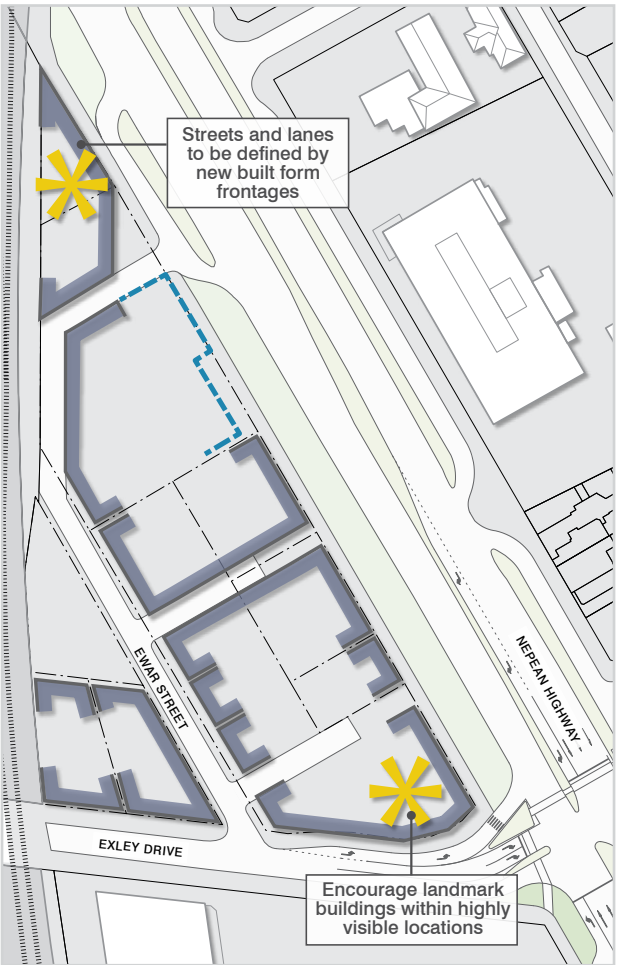 Streets and lanes
to be defined by
new built form
frontages
NEPEAN HIGHWAY
EWAR STREET
EXLEY DRIVE
Encourage landmark
buildings within highly
visible locations